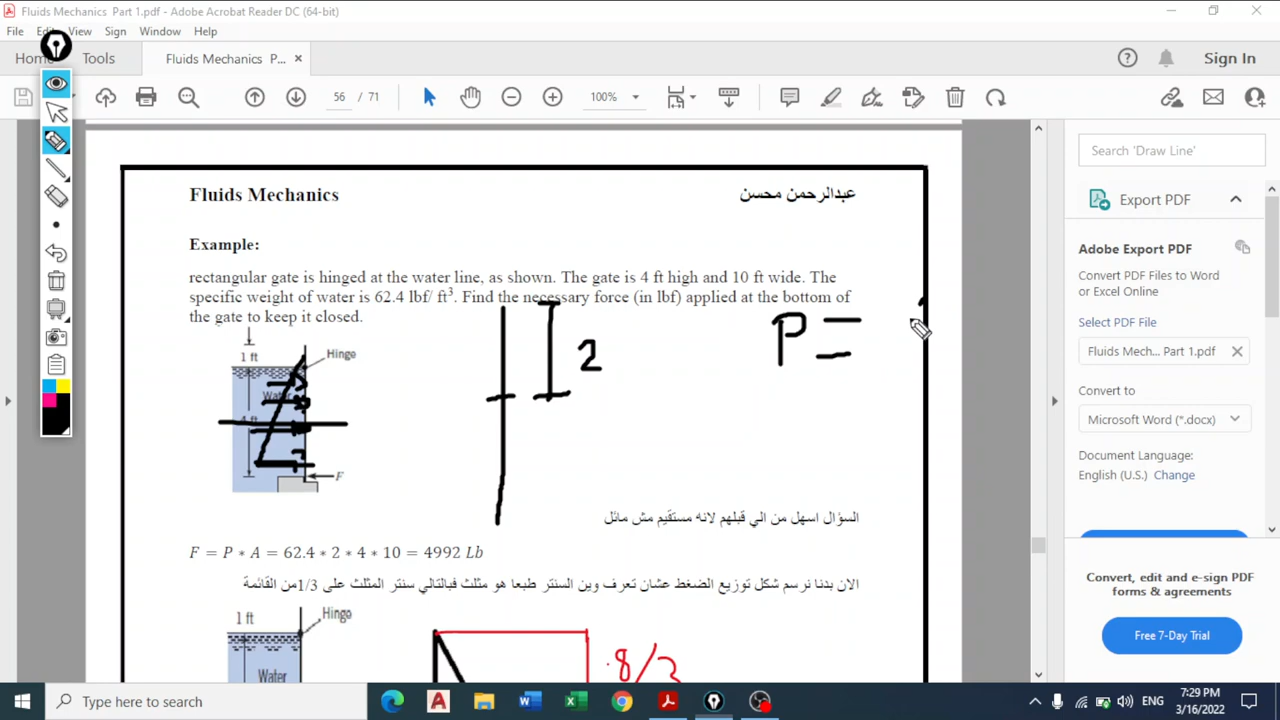 Fluids Mechanics Part 1.pdf - Adobe Acrobat Reader DC (64-bit)
File Edit View Sign Window Help
Home Tools Fluids Mechanics P... × Sign In
56 / 71 100%
Search 'Draw Line'
Export PDF
Adobe Export PDF
Convert PDF Files to Word
or Excel Online
Select PDF File
Fluids Mech... Part 1.pdf ×
Convert to
Microsoft Word (*.docx)
Document Language:
English (U.S.) Change
Convert, edit and e-sign PDF
forms & agreements
Free 7-Day Trial
Fluids Mechanics عبدالرحمن محسن
Example:
rectangular gate is hinged at the water line, as shown. The gate is 4 ft high and 10 ft wide. The
specific weight of water is 62.4 lbf/ ft³. Find the necessary force (in lbf) applied at the bottom of
the gate to keep it closed.
1 ft Hinge
Water
4 ft
F
2
P =
السؤال اسهل من الي قبلهم لانه مستقيم مش مائل
F = P * A = 62.4 * 2 * 4 * 10 = 4992 Lb
الان بدنا نرسم شكل توزيع الضغط عشان تعرف وين السنتر طبعا هو مثلث فبالتالي سنتر المثلث على 1/3من القائمة
1 ft Hinge
Water
8/3
Type here to search
ENG 7:29 PM
3/16/2022